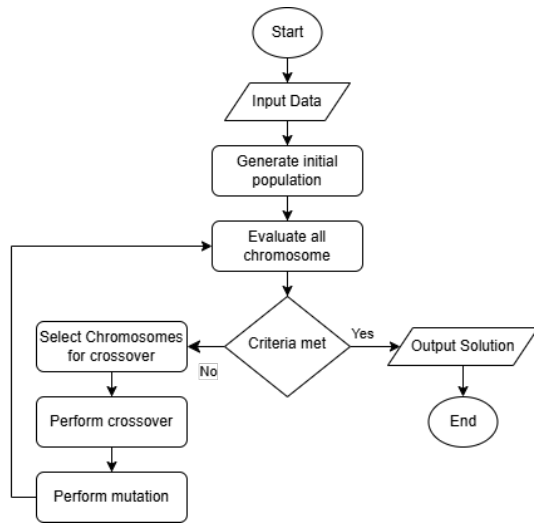 Start
Input Data
Generate initial
population
Evaluate all
chromosome
Criteria met
Yes
Output Solution
End
No
Select Chromosomes
for crossover
Perform crossover
Perform mutation